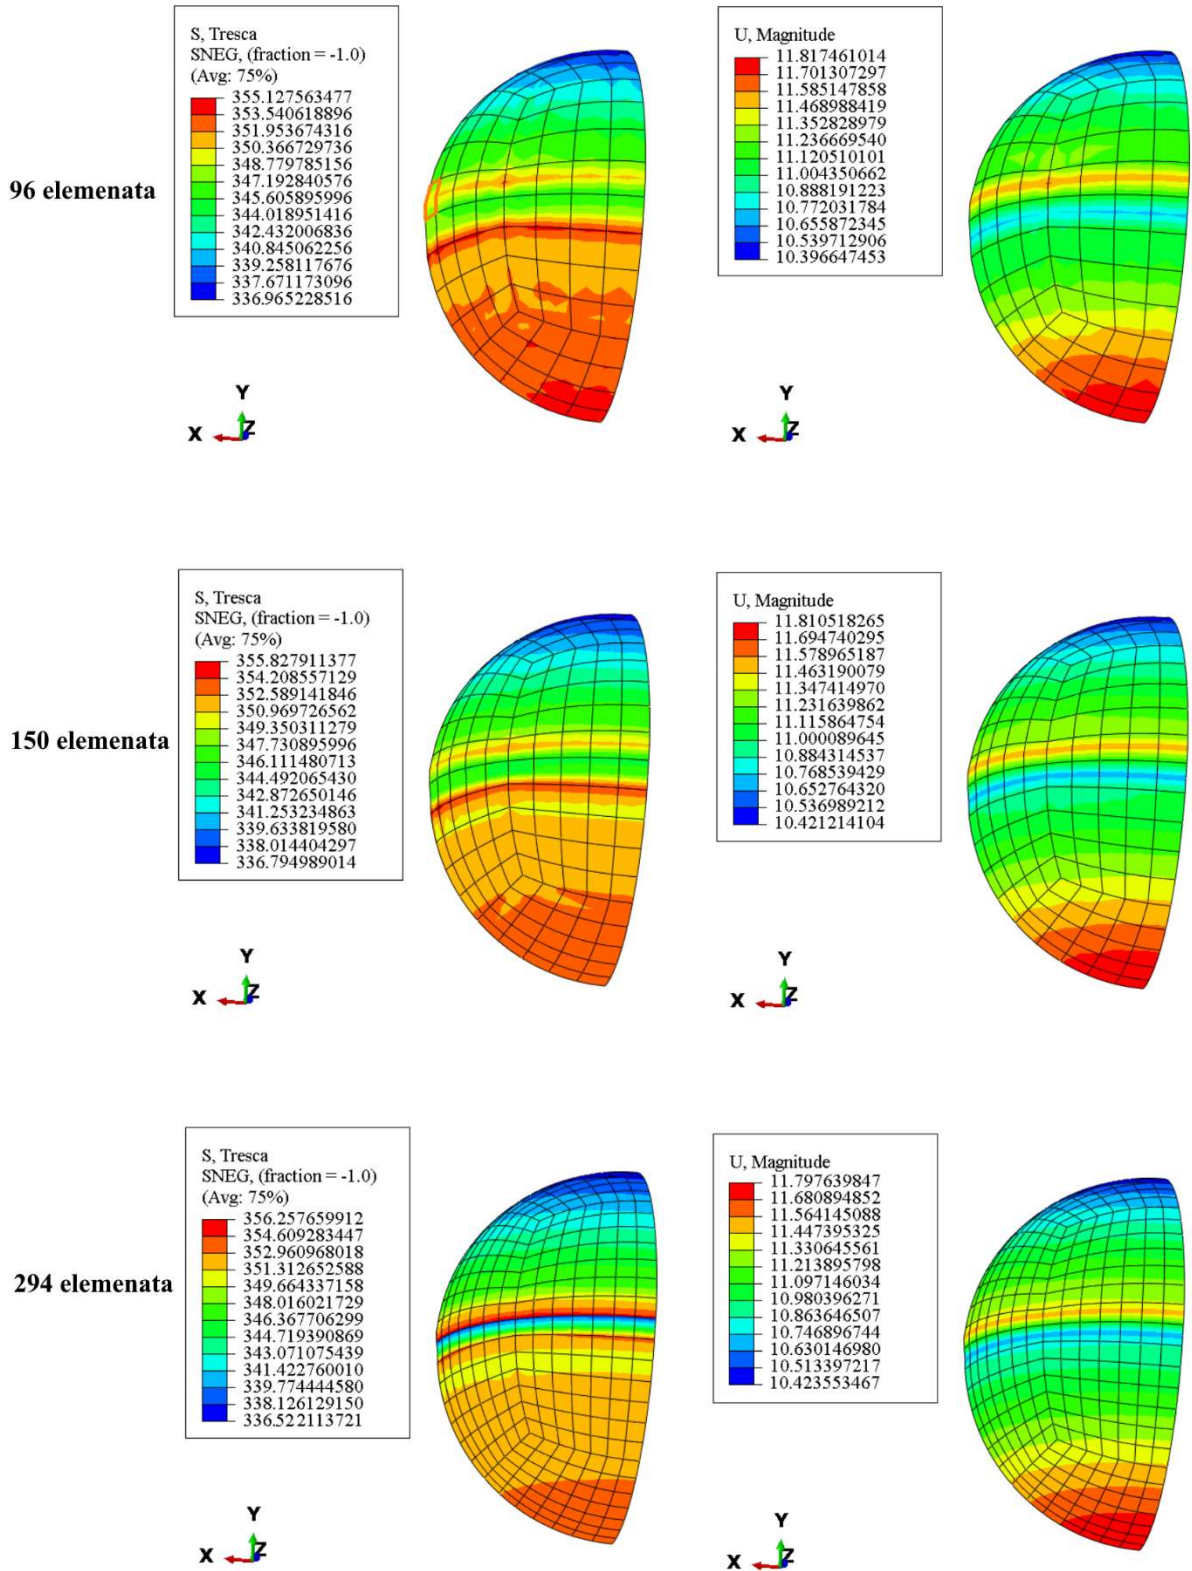 S, Tresca
SNEG, (fraction = -1.0)
(Avg: 75%)
355.127563477
353.540618896
351.953674316
350.366729736
348.779785156
347.192840576
345.605895996
344.018951416
342.432006836
340.845062256
339.258117676
337.671173096
336.965228516
U, Magnitude
11.817461014
11.701307297
11.585147858
11.468988419
11.352828979
11.236669540
11.120510101
11.004350662
10.888191223
10.772031784
10.655872345
10.539712906
10.396647453
96 elemenata
Y
X
Z
Y
X
Z
S, Tresca
SNEG, (fraction = -1.0)
(Avg: 75%)
355.827911377
354.208557129
352.589141846
350.969726562
349.350311279
347.730895996
346.111480713
344.492065430
342.872650146
341.253234863
339.633819580
338.014404297
336.794989014
U, Magnitude
11.810518265
11.694740295
11.578965187
11.463190079
11.347414970
11.231639862
11.115864754
11.000089645
10.884314537
10.768539429
10.652764320
10.536989212
10.421214104
150 elemenata
Y
X
Z
Y
X
Z
S, Tresca
SNEG, (fraction = -1.0)
(Avg: 75%)
356.257659912
354.609283447
352.960968018
351.312652588
349.664337158
348.016021729
346.367706299
344.719390869
343.071075439
341.422760010
339.774444580
338.126129150
336.522113721
U, Magnitude
11.797639847
11.680894852
11.564145088
11.447395325
11.330645561
11.213895798
11.097146034
10.980396271
10.863646507
10.746896744
10.630146980
10.513397217
10.423553467
294 elemenata
Y
X
Z
Y
X
Z